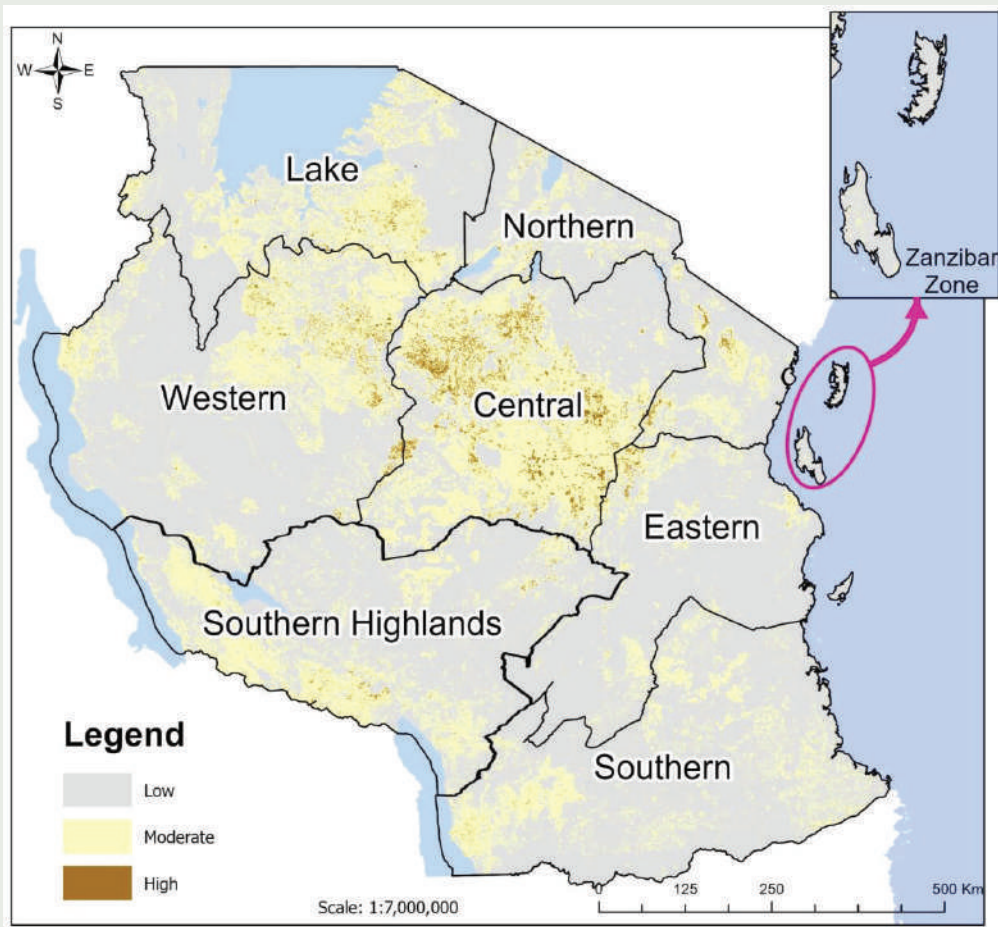 N
W E
S
Lake
Northern
Zanzibar
Zone
Western
Central
Eastern
Southern Highlands
Southern
Legend
Low
Moderate
High
Scale: 1:7,000,000
0 125 250 500 Km